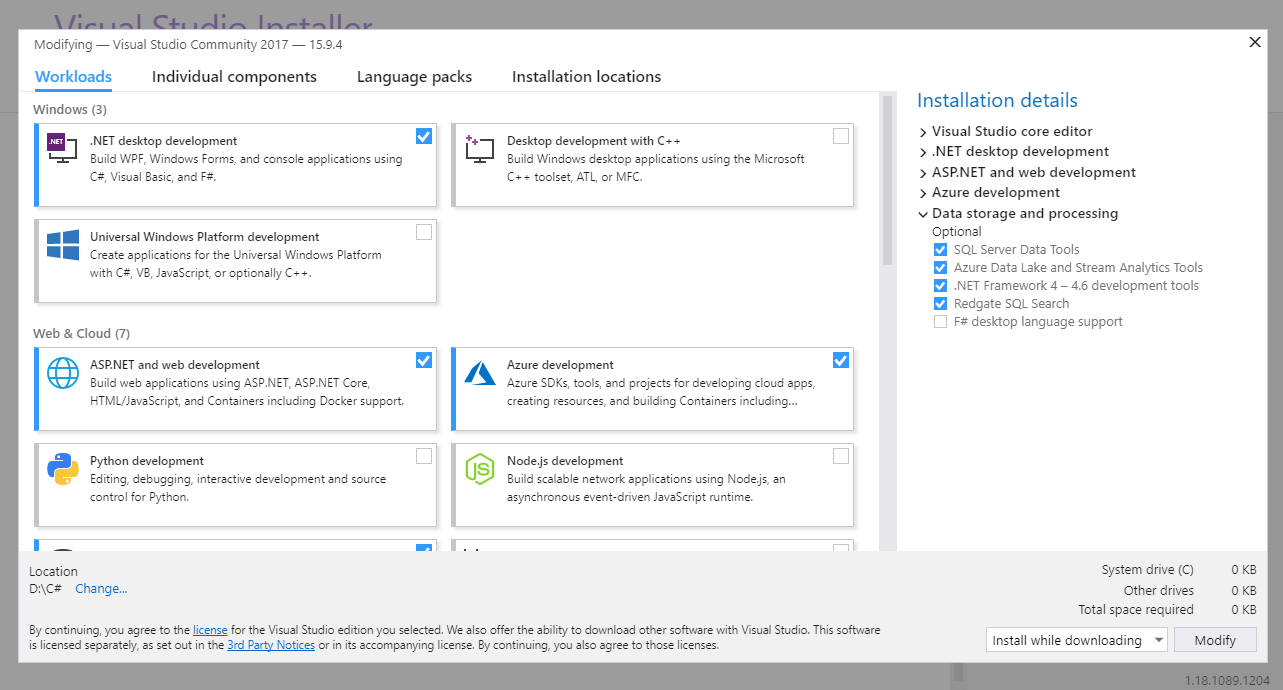 Visual Studio Installer
Modifying — Visual Studio Community 2017 — 15.9.4
Workloads
Individual components
Language packs
Installation locations
Windows (3)
.NET
.NET desktop development
Build WPF, Windows Forms, and console applications using
C#, Visual Basic, and F#.
Desktop development with C++
Build Windows desktop applications using the Microsoft
C++ toolset, ATL, or MFC.
Universal Windows Platform development
Create applications for the Universal Windows Platform
with C#, VB, JavaScript, or optionally C++.
Web & Cloud (7)
ASP.NET and web development
Build web applications using ASP.NET, ASP.NET Core,
HTML/JavaScript, and Containers including Docker support.
Azure development
Azure SDKs, tools, and projects for developing cloud apps,
creating resources, and building Containers including...
Python development
Editing, debugging, interactive development and source
control for Python.
JS
Node.js development
Build scalable network applications using Node.js, an
asynchronous event-driven JavaScript runtime.
Installation details
Visual Studio core editor
.NET desktop development
ASP.NET and web development
Azure development
Data storage and processing
Optional
SQL Server Data Tools
Azure Data Lake and Stream Analytics Tools
.NET Framework 4 – 4.6 development tools
Redgate SQL Search
F# desktop language support
Location
D:\C# Change...
By continuing, you agree to the license for the Visual Studio edition you selected. We also offer the ability to download other software with Visual Studio. This software
is licensed separately, as set out in the 3rd Party Notices or in its accompanying license. By continuing, you also agree to those licenses.
System drive (C) 0 KB
Other drives 0 KB
Total space required 0 KB
Install while downloading
Modify
1.18.1089.1204